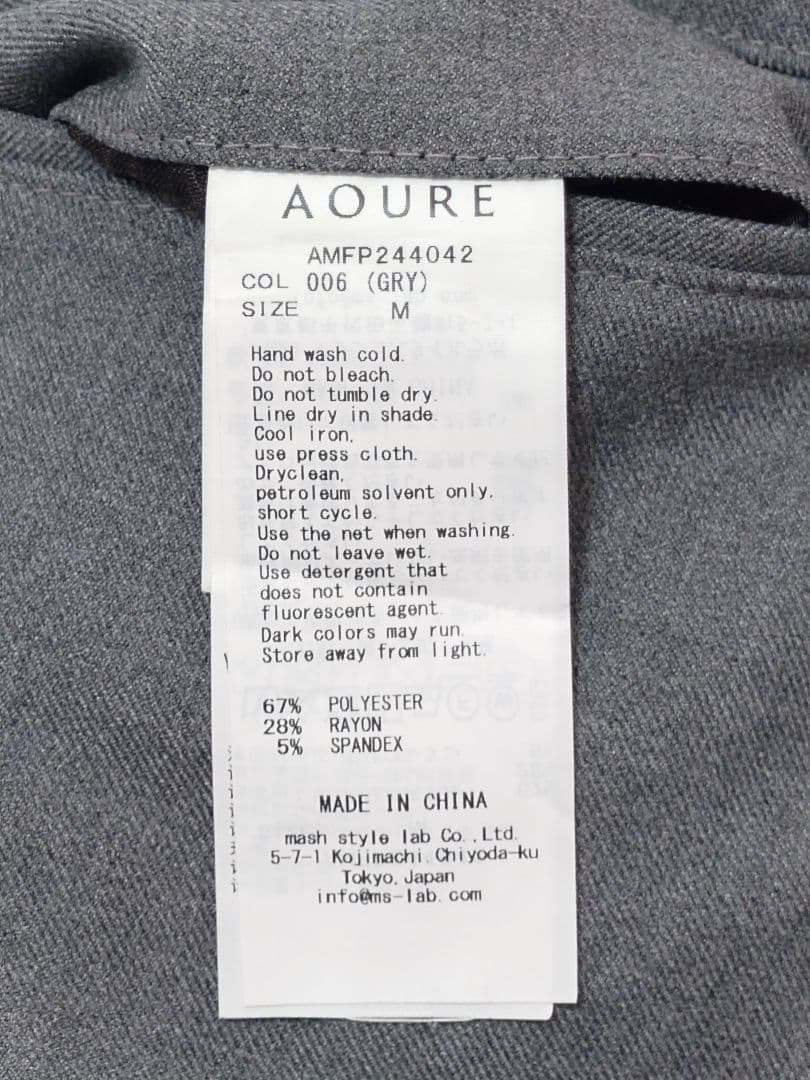 AOURE
AMFP244042
COL 006 (GRY)
SIZE M
Hand wash cold.
Do not bleach.
Do not tumble dry.
Line dry in shade.
Cool iron,
use press cloth.
Dryclean,
petroleum solvent only,
short cycle.
Use the net when washing.
Do not leave wet.
Use detergent that
does not contain
fluorescent agent.
Dark colors may run.
Store away from light.
67% POLYESTER
28% RAYON
5% SPANDEX
MADE IN CHINA
mash style lab Co.,Ltd.
5-7-1 Kojimachi.Chiyoda-ku
Tokyo,Japan
info@ms-lab.com